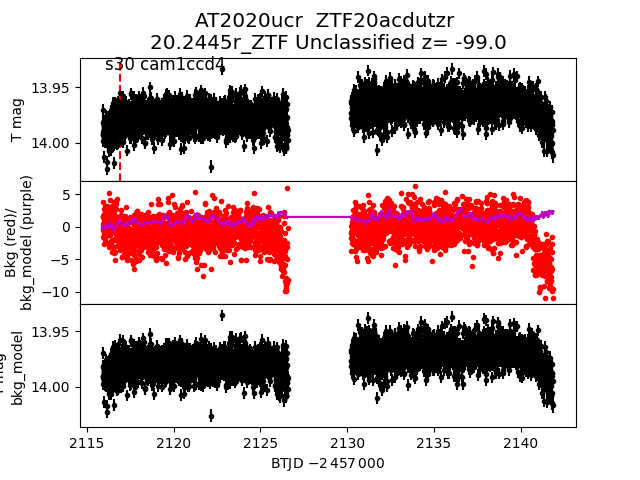 AT2020ucr ZTF20acdutzr
20.2445r_ZTF Unclassified z= -99.0
s30 cam1ccd4
T mag
13.95
14.00
Bkg (red)/
bkg_model (purple)
5
0
−5
−10
bkg_model
13.95
14.00
2115
2120
2125
2130
2135
2140
BTJD −2 457 000